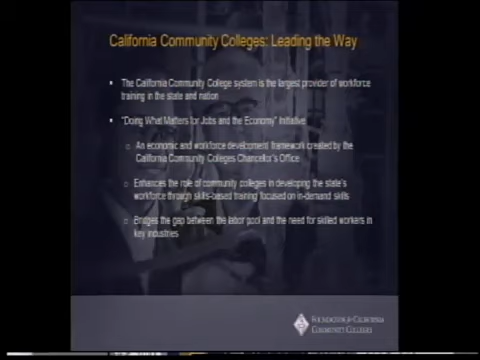 California Community Colleges: Leading the Way
• The California Community College system is the largest provider of workforce
training in the state and nation
• "Doing What Matters for Jobs and the Economy" Initiative
o An economic and workforce development framework created by the
California Community Colleges Chancellor's Office
o Enhances the role of community colleges in developing the state's
workforce through skills-based training focused on in-demand skills
o Bridges the gap between the labor pool and the need for skilled workers in
key industries
FOUNDATION for CALIFORNIA
COMMUNITY COLLEGES